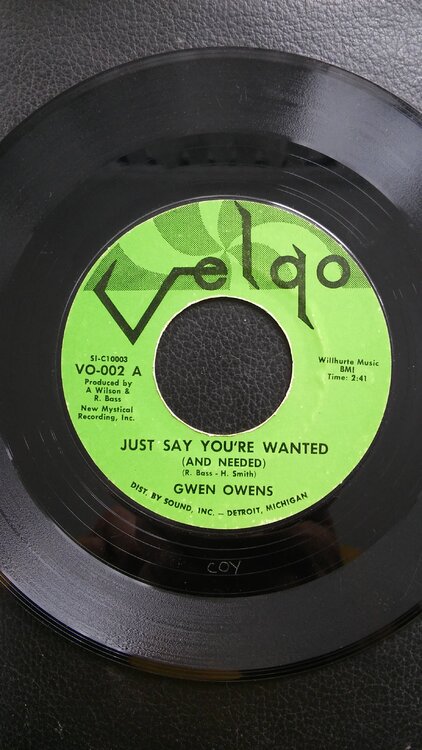 Velgo
SI-C10003
VO-002 A
Produced by
A Wilson &
R. Bass
New Mystical
Recording, Inc.
Willhurte Music
BMI
Time: 2:41
JUST SAY YOU'RE WANTED
(AND NEEDED)
(R. Bass - H. Smith)
GWEN OWENS
DIST. BY SOUND, INC. — DETROIT, MICHIGAN
COY